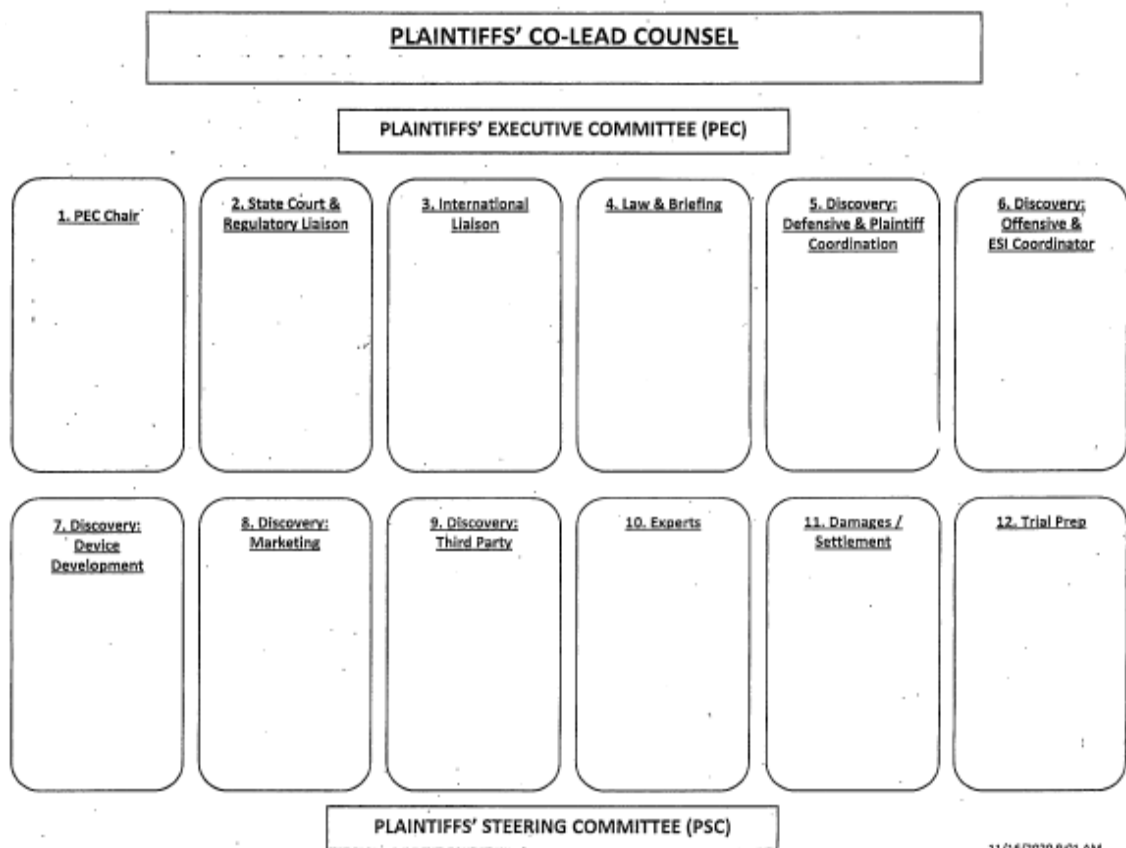 PLAINTIFFS' CO-LEAD COUNSEL
PLAINTIFFS' EXECUTIVE COMMITTEE (PEC)
1. PEC Chair
2. State Court &
Regulatory Liaison
3. International
Liaison
4. Law & Briefing
5. Discovery:
Defensive & Plaintiff
Coordination
6. Discovery:
Offensive &
ESI Coordinator
7. Discovery:
Device
Development
8. Discovery:
Marketing
9. Discovery:
Third Party
10. Experts
11. Damages /
Settlement
12. Trial Prep
PLAINTIFFS' STEERING COMMITTEE (PSC)